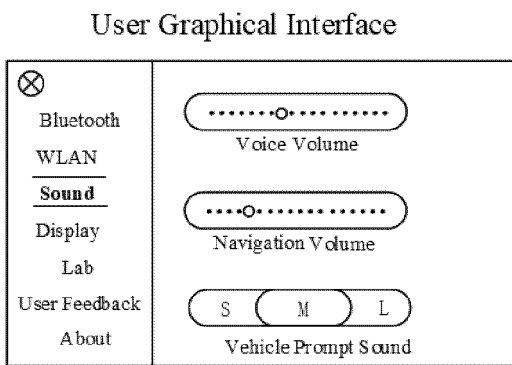 User Graphical Interface
Bluetooth
WLAN
Sound
Display
Lab
User Feedback
About
Voice Volume
Navigation Volume
S M L
Vehicle Prompt Sound